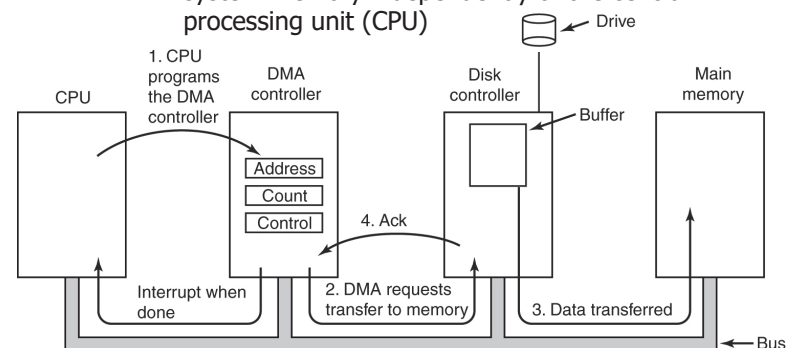 processing unit (CPU)
Drive
1. CPU
programs
the DMA
controller
CPU
DMA
controller
Disk
controller
Main
memory
Buffer
Address
Count
Control
4. Ack
Interrupt when
done
2. DMA requests
transfer to memory
3. Data transferred
Bus